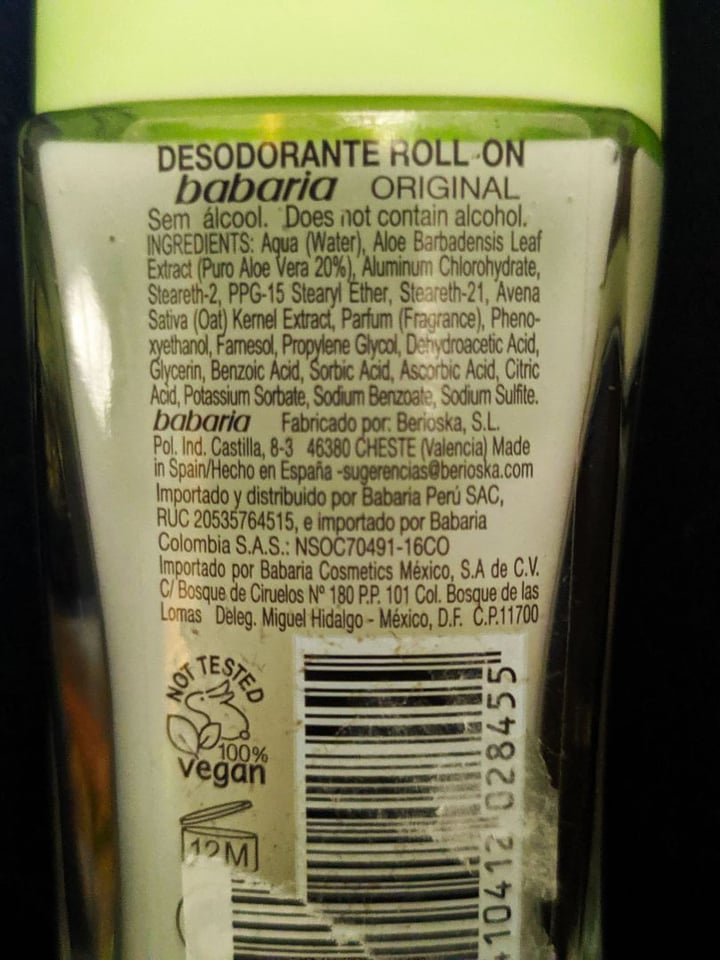 DESODORANTE ROLL-ON
babaria ORIGINAL
Sem álcool. Does not contain alcohol.
INGREDIENTS: Aqua (Water), Aloe Barbadensis Leaf
Extract (Puro Aloe Vera 20%), Aluminum Chlorohydrate,
Steareth-2, PPG-15 Stearyl Ether, Steareth-21, Avena
Sativa (Oat) Kernel Extract, Parfum (Fragrance), Pheno-
xyethanol, Farnesol, Propylene Glycol, Dehydroacetic Acid,
Glycerin, Benzoic Acid, Sorbic Acid, Ascorbic Acid, Citric
Acid, Potassium Sorbate, Sodium Benzoate, Sodium Sulfite.
babaria Fabricado por: Berioska, S.L.
Pol. Ind. Castilla, 8-3 46380 CHESTE (Valencia) Made
in Spain/Hecho en España -sugerencias@berioska.com
Importado y distribuido por Babaria Perú SAC,
RUC 20535764515, e importado por Babaria
Colombia S.A.S.: NSOC70491-16CO
Importado por Babaria Cosmetics México, S.A de C.V.
C/ Bosque de Ciruelos Nº 180 P.P. 101 Col. Bosque de las
Lomas Deleg. Miguel Hidalgo - México, D.F. C.P.11700
NOT TESTED
100%
vegan
12M
410412 028455